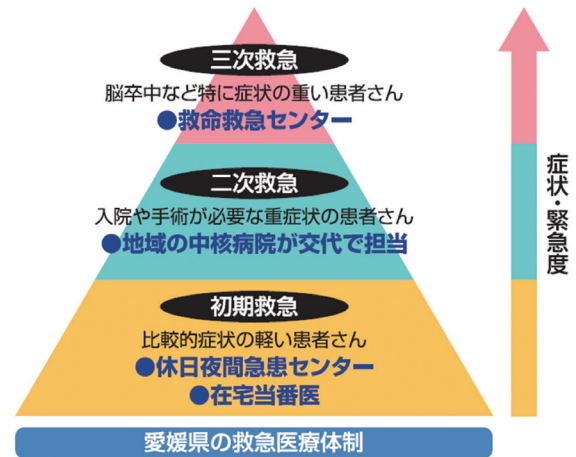 三次救急
脳卒中など特に症状の重い患者さん
●救命救急センター
二次救急
入院や手術が必要な重症状の患者さん
●地域の中核病院が交代で担当
初期救急
比較的症状の軽い患者さん
●休日夜間急患センター
●在宅当番医
愛媛県の救急医療体制
症状・緊急度